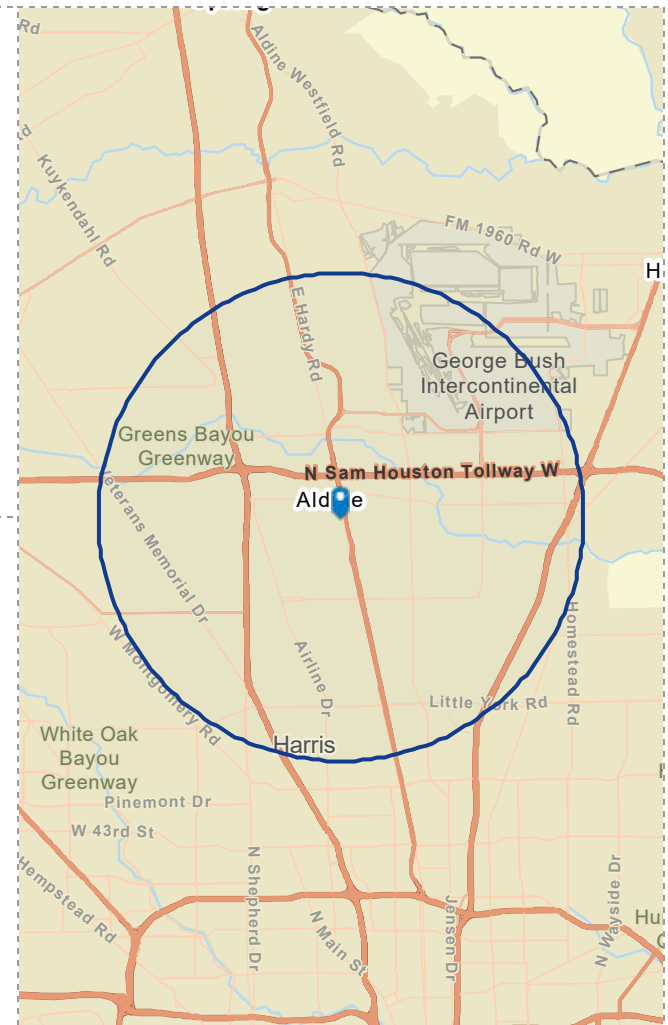 Rd
Aldine Westfield Rd
Kuykendahl Rd
FM 1960 Rd W
H
E Hardy Rd
George Bush
Intercontinental
Airport
Greens Bayou
Greenway
N Sam Houston Tollway W
Ald e
Veterans Memorial Dr
Homestead Rd
W Montgomery Rd
Airline Dr
Little York Rd
Harris
White Oak
Bayou
Greenway
Pinemont Dr
W 43rd St
Hempstead Rd
N Shepherd Dr
N Main St
Jensen Dr
N Wayside Dr
Hu